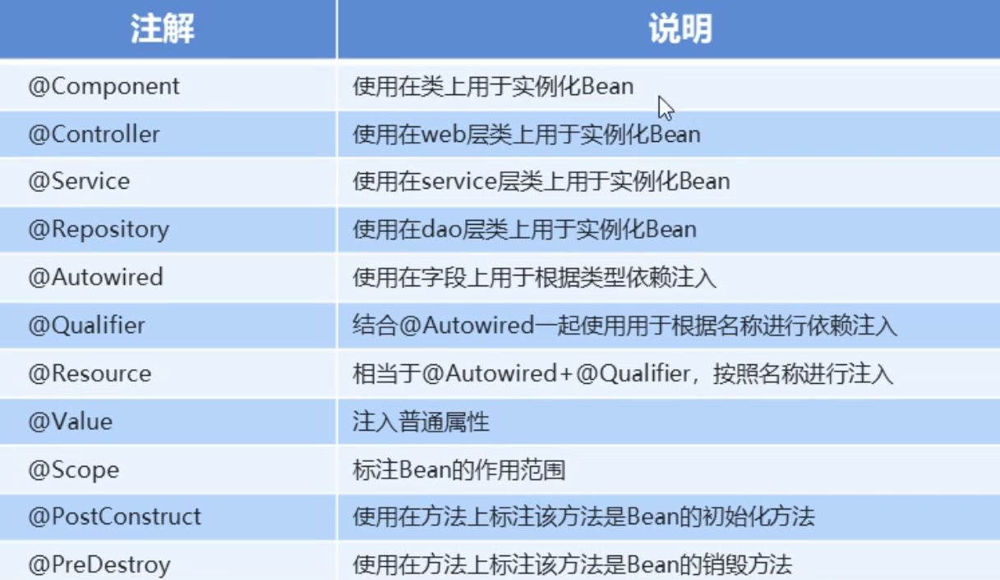 注解 说明
@Component 使用在类上用于实例化Bean
@Controller 使用在web层类上用于实例化Bean
@Service 使用在service层类上用于实例化Bean
@Repository 使用在dao层类上用于实例化Bean
@Autowired 使用在字段上用于根据类型依赖注入
@Qualifier 结合@Autowired一起使用用于根据名称进行依赖注入
@Resource 相当于@Autowired+@Qualifier，按照名称进行注入
@Value 注入普通属性
@Scope 标注Bean的作用范围
@PostConstruct 使用在方法上标注该方法是Bean的初始化方法
@PreDestroy 使用在方法上标注该方法是Bean的销毁方法